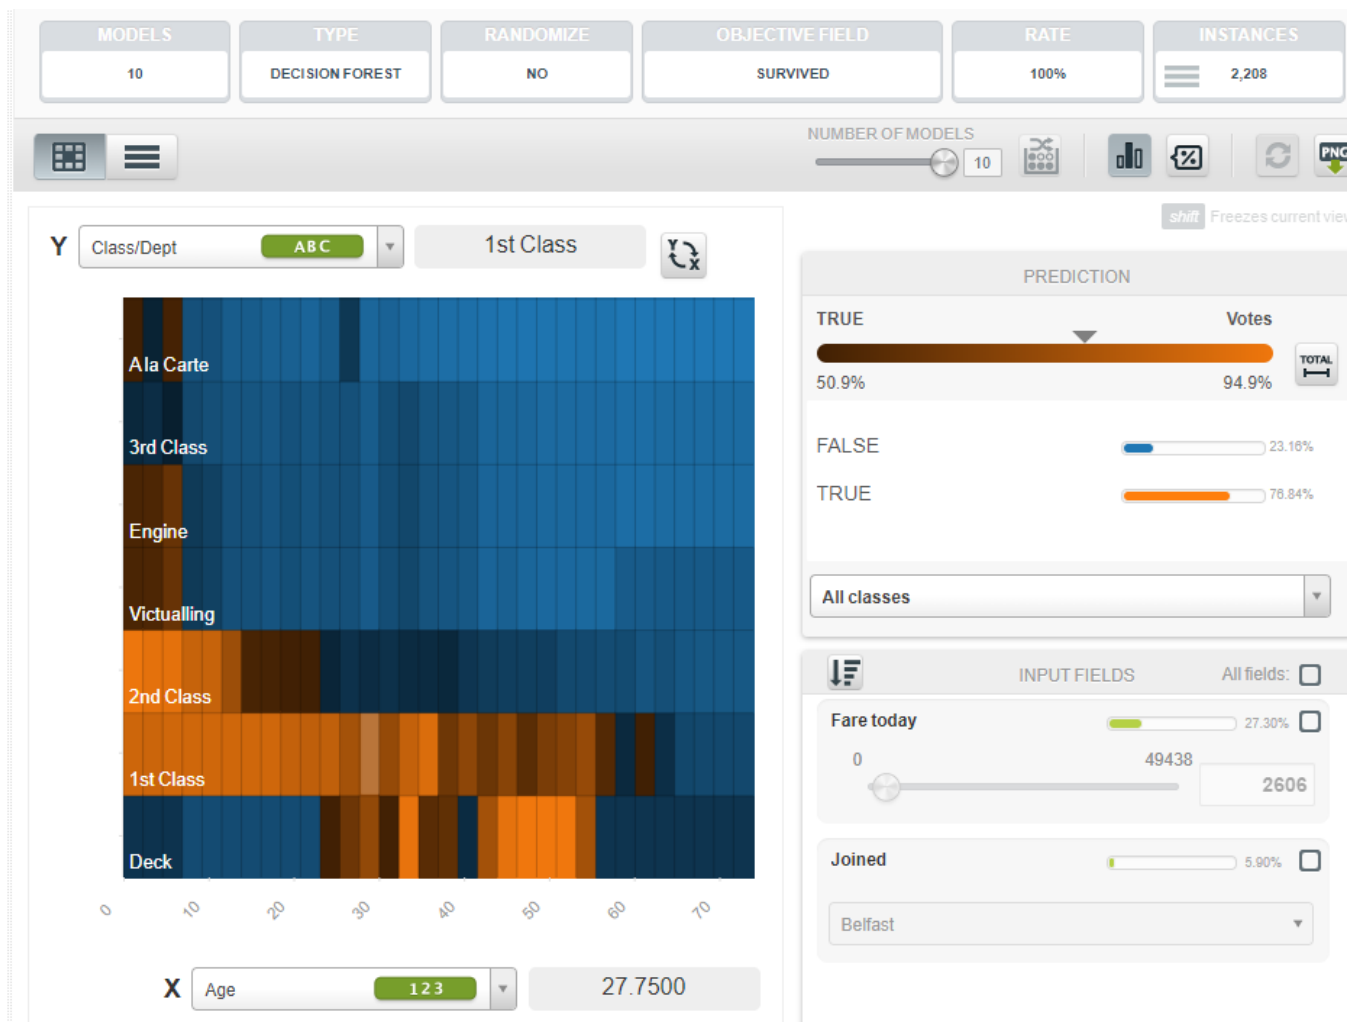 MODELS TYPE RANDOMIZE OBJECTIVE FIELD RATE INSTANCES
10 DECISION FOREST NO SURVIVED 100% 2,208
NUMBER OF MODELS
10
PNG
shift Freezes current view
Y Class/Dept ABC 1st Class Y X
PREDICTION
TRUE Votes
TOTAL
50.9% 94.9%
FALSE 23.16%
TRUE 76.84%
All classes
A la Carte
3rd Class
Engine
Victualling
2nd Class
1st Class
Deck
0 10 20 30 40 50 60 70
X Age 123 27.7500
INPUT FIELDS All fields:
Fare today 27.30%
0 49438
2606
Joined 5.90%
Belfast